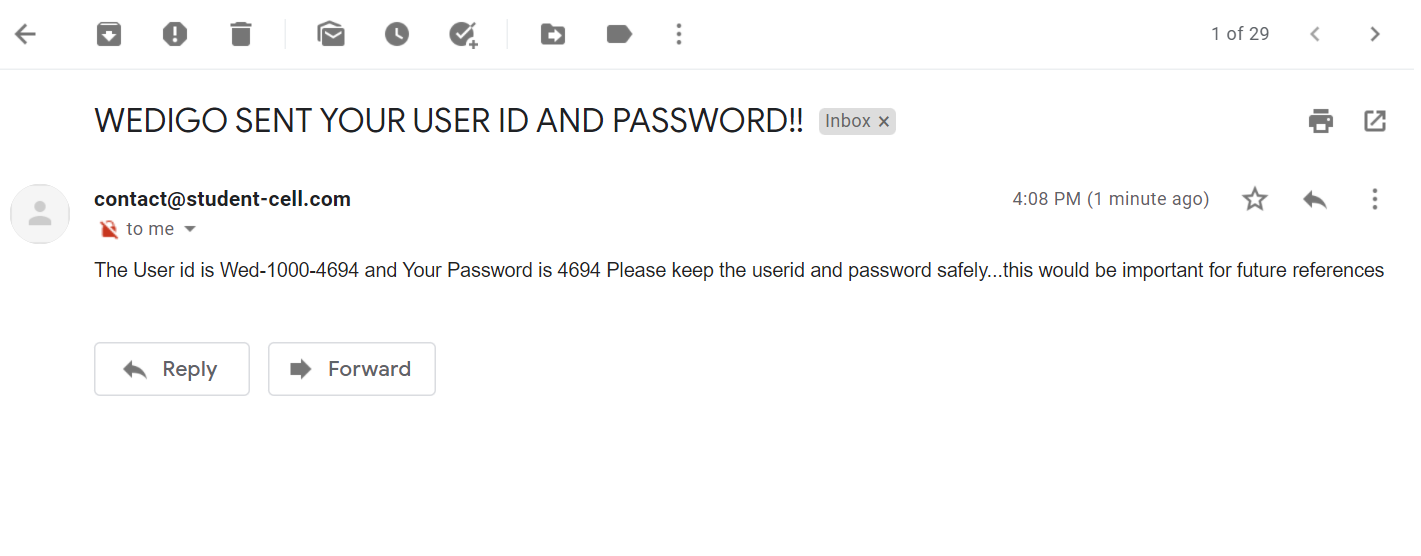 1 of 29
WEDIGO SENT YOUR USER ID AND PASSWORD!! Inbox x
contact@student-cell.com 4:08 PM (1 minute ago)
to me
The User id is Wed-1000-4694 and Your Password is 4694 Please keep the userid and password safely...this would be important for future references
Reply Forward